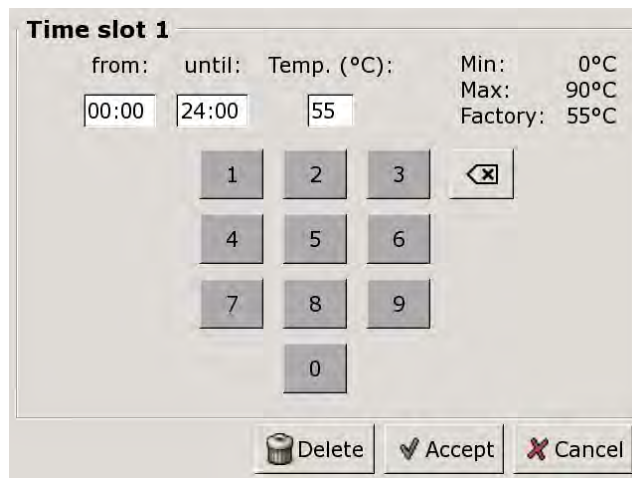 Time slot 1
from: until: Temp. (°C): Min: 0°C
Max: 90°C
00:00 24:00 55 Factory: 55°C
1 2 3
4 5 6
7 8 9
0
Delete Accept Cancel